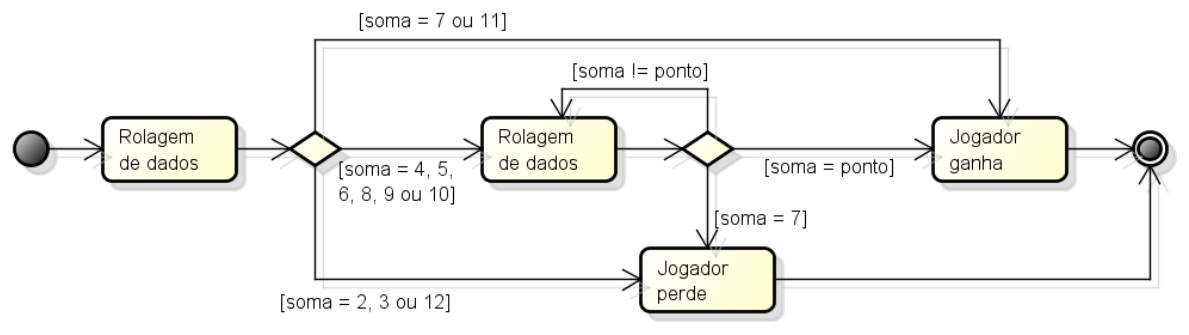 [soma = 7 ou 11]
[soma != ponto]
Rolagem
de dados
Rolagem
de dados
Jogador
ganha
[soma = 4, 5,
6, 8, 9 ou 10]
[soma = ponto]
[soma = 7]
Jogador
perde
[soma = 2, 3 ou 12]